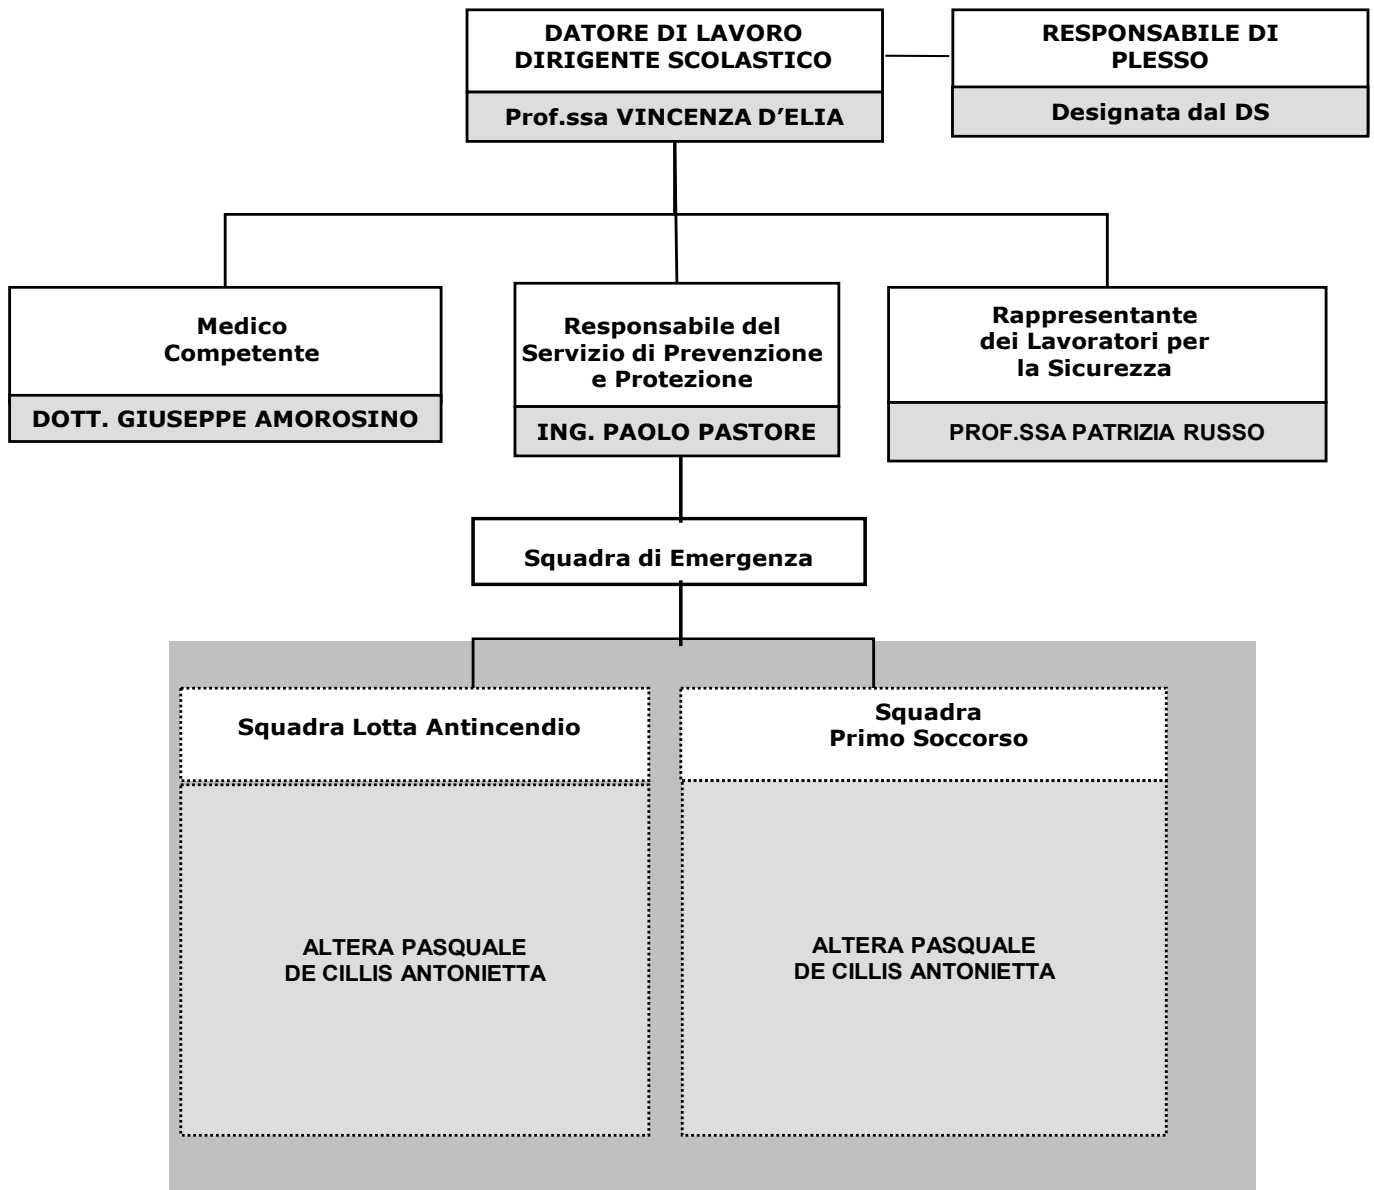 DATORE DI LAVORO
DIRIGENTE SCOLASTICO
Prof.ssa VINCENZA D’ELIA
RESPONSABILE DI
PLESSO
Designata dal DS
Medico
Competente
DOTT. GIUSEPPE AMOROSINO
Responsabile del
Servizio di Prevenzione
e Protezione
ING. PAOLO PASTORE
Rappresentante
dei Lavoratori per
la Sicurezza
PROF.SSA PATRIZIA RUSSO
Squadra di Emergenza
Squadra Lotta Antincendio
ALTERA PASQUALE
DE CILLIS ANTONIETTA
Squadra
Primo Soccorso
ALTERA PASQUALE
DE CILLIS ANTONIETTA